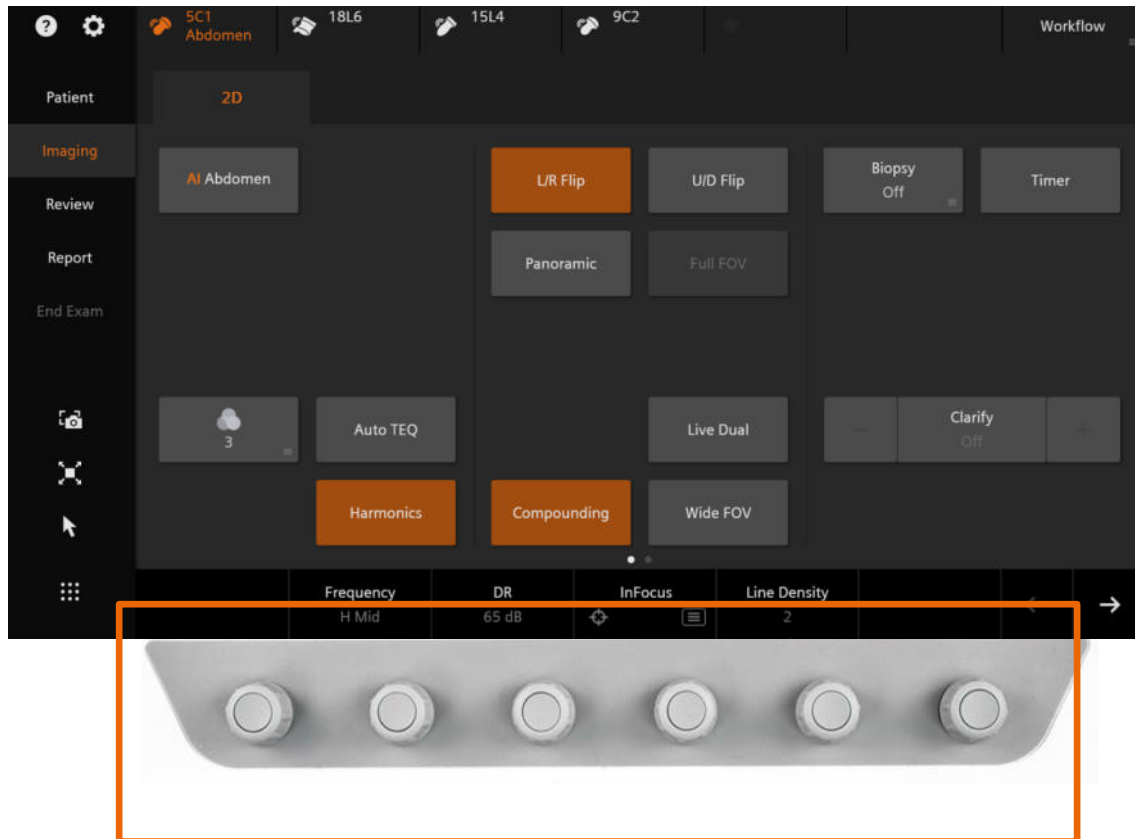 5C1
Abdomen
18L6
15L4
9C2
Workflow
Patient
2D
Imaging
AI Abdomen
L/R Flip
U/D Flip
Biopsy
Off
Timer
Review
Report
Panoramic
Full FOV
End Exam
3
Auto TEQ
Live Dual
Clarify
Off
Harmonics
Compounding
Wide FOV
Frequency
DR
InFocus
Line Density
H Mid
65 dB
2